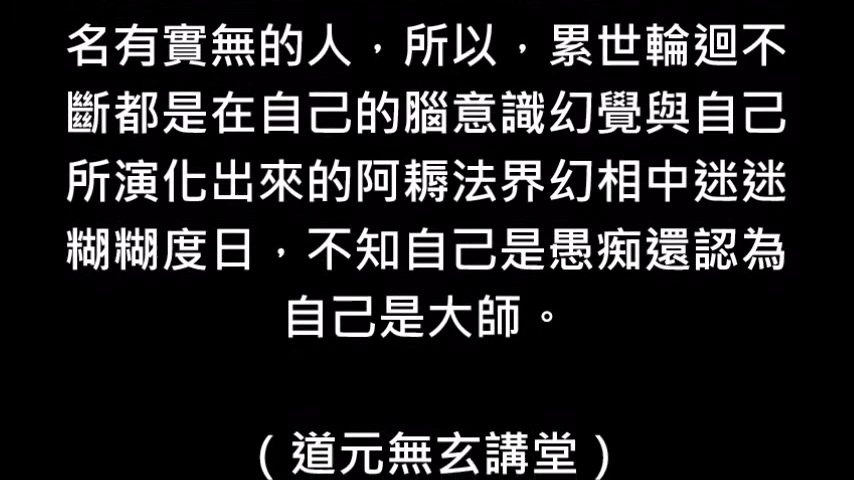 名有實無的人，所以，累世輪迴不
斷都是在自己的腦意識幻覺與自己
所演化出來的阿耨法界幻相中迷迷
糊糊度日，不知自己是愚痴還認為
自己是大師。
（道元無玄講堂）